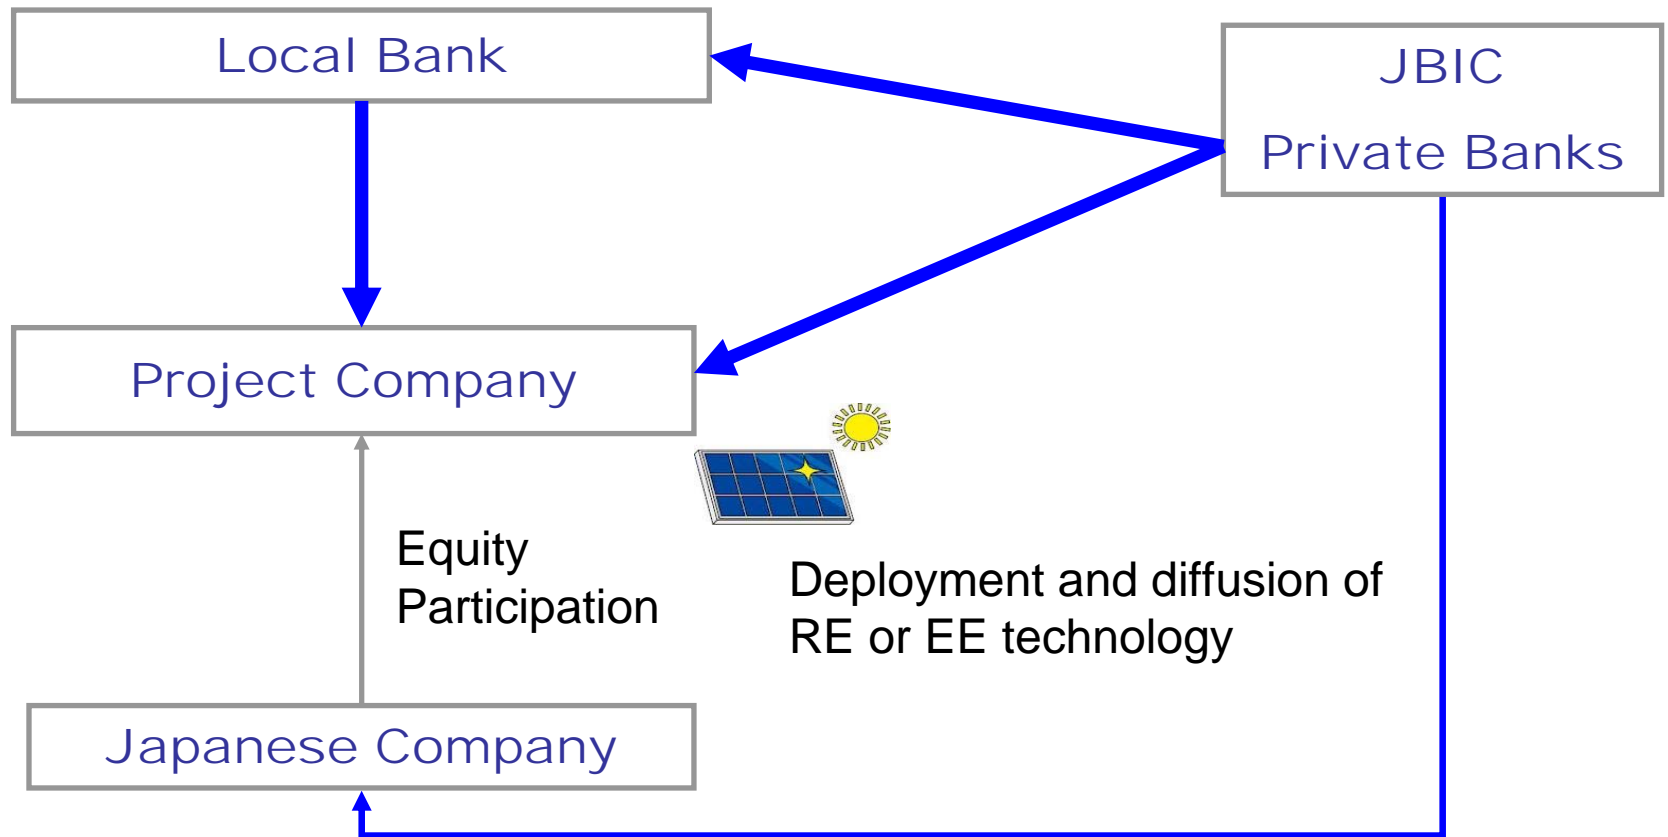 Local Bank
JBIC
Private Banks
Project Company
Equity
Participation
Deployment and diffusion of
RE or EE technology
Japanese Company